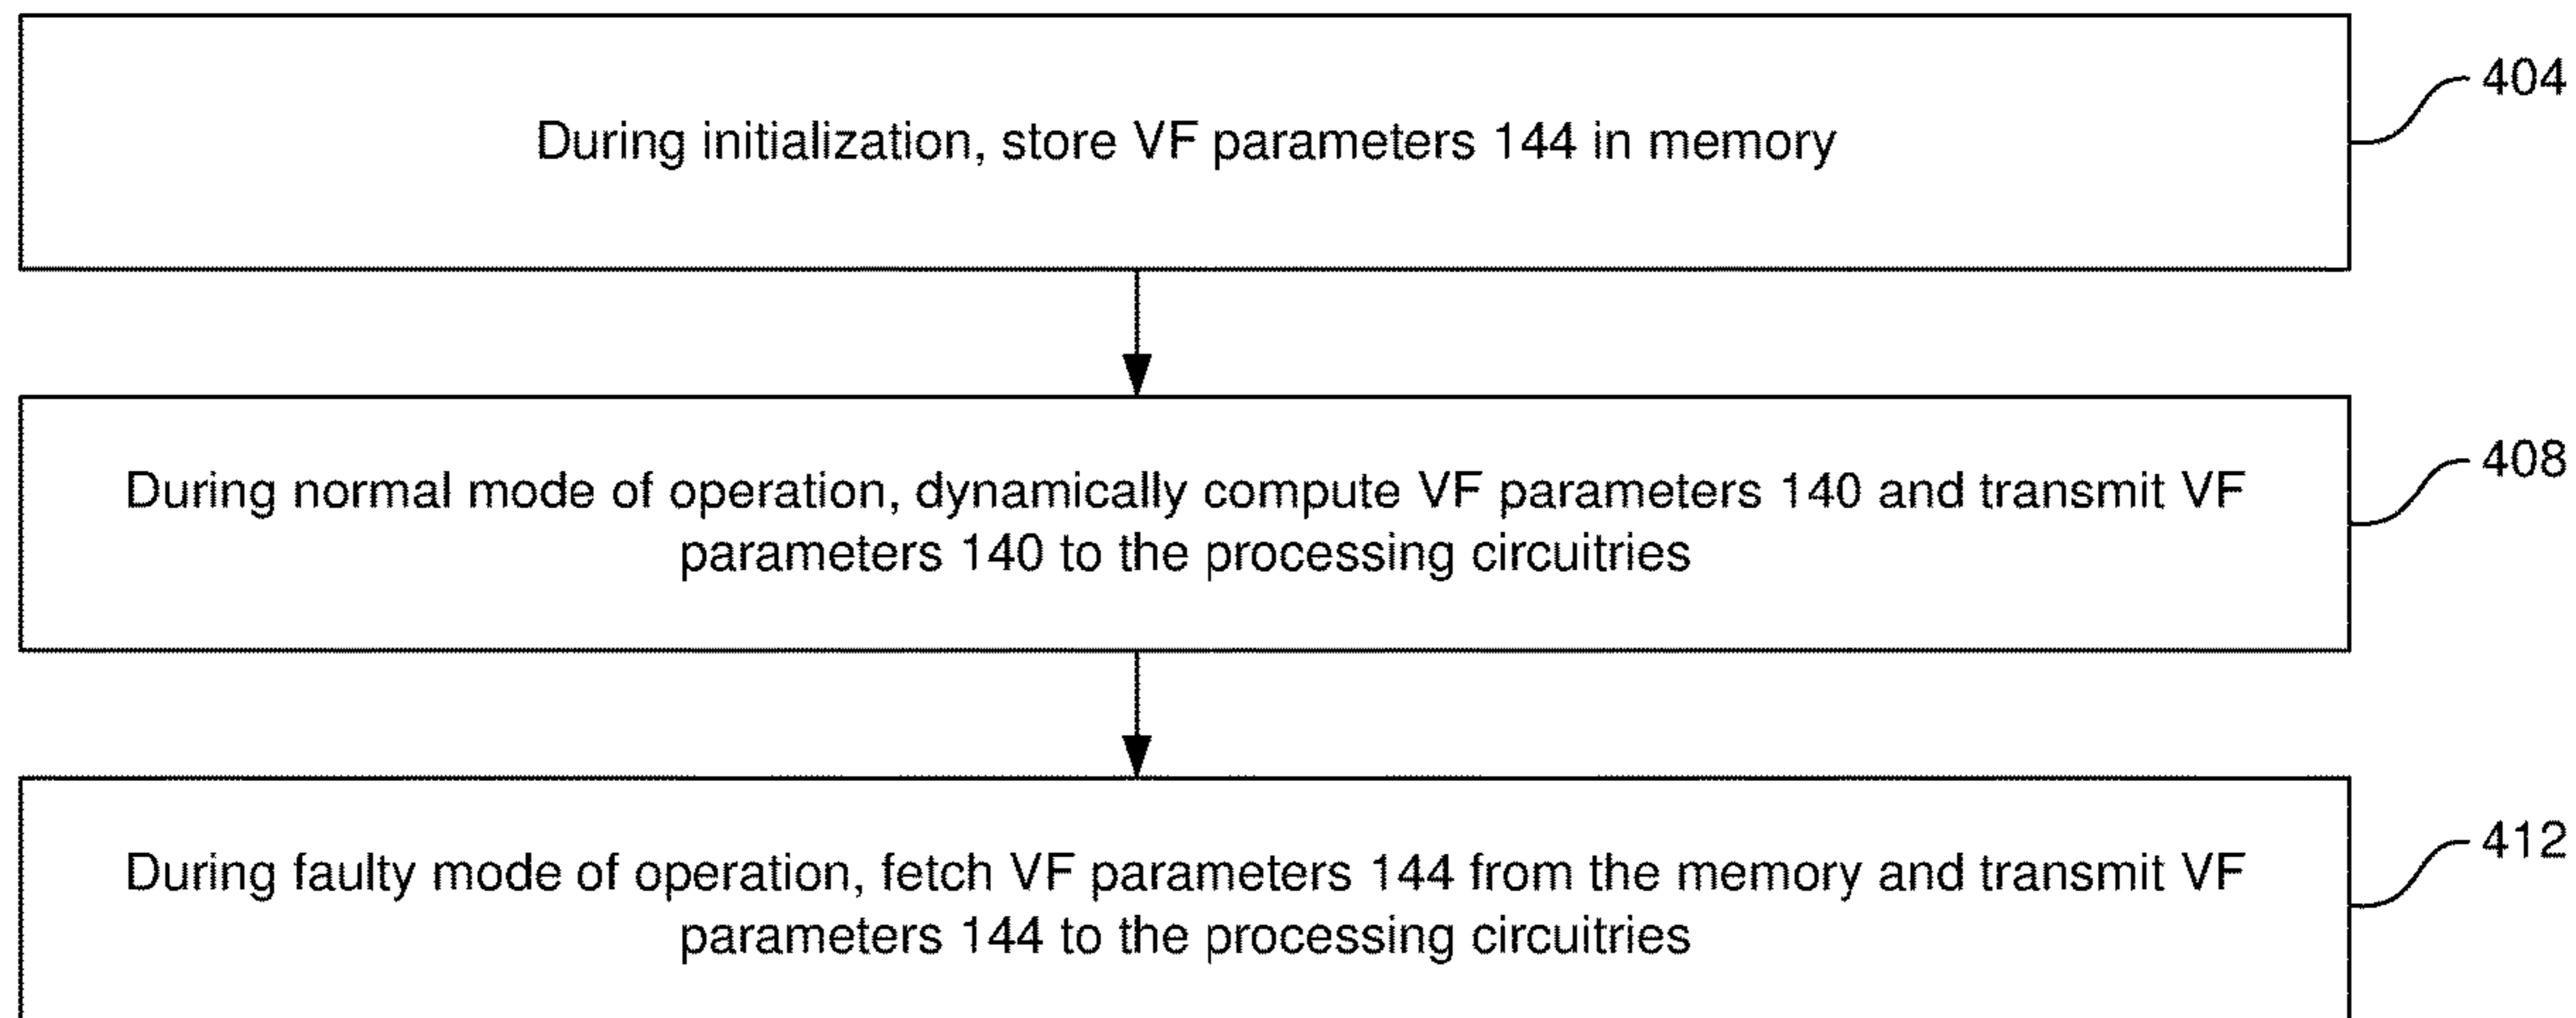 During initialization, store VF parameters 144 in memory
404
During normal mode of operation, dynamically compute VF parameters 140 and transmit VF
parameters 140 to the processing circuitries
408
During faulty mode of operation, fetch VF parameters 144 from the memory and transmit VF
parameters 144 to the processing circuitries
412